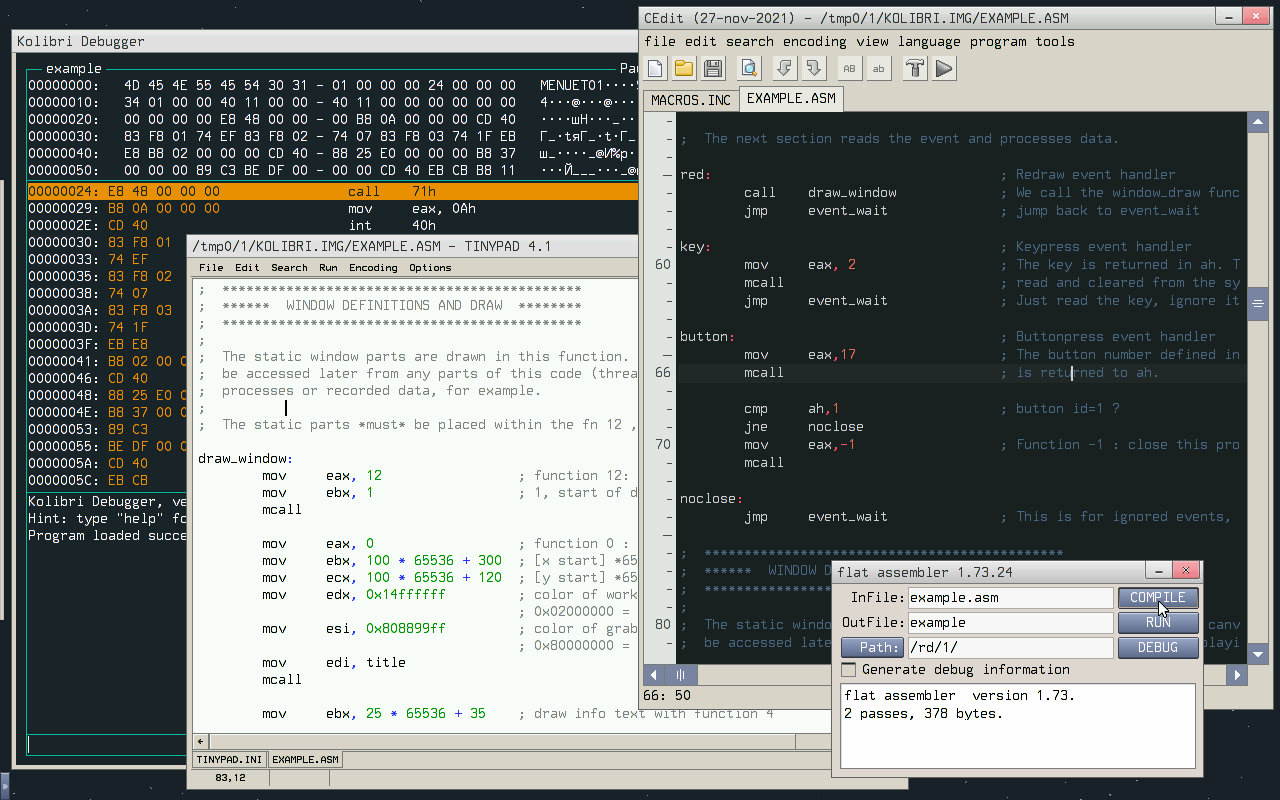 Kolibri Debugger
example
00000000: 4D 45 4E 55 45 54 30 31 - 01 00 00 00 24 00 00 00 MENUET01
00000010: 34 01 00 00 40 11 00 00 - 40 11 00 00 00 00 00 00
00000020: 00 00 00 00 E8 48 00 00 - 00 B8 0A 00 00 00 CD 40
00000030: 83 F8 01 74 EF 83 F8 02 - 74 07 83 F8 03 74 1F EB
00000040: E8 B8 02 00 00 00 CD 40 - 88 25 E0 00 00 00 B8 37
00000050: 00 00 00 89 C3 BE DF 00 - 00 00 CD 40 EB CB B8 11
00000024: E8 48 00 00 00 call 71h
00000029: B8 0A 00 00 00 mov eax, 0Ah
0000002E: CD 40 int 40h
00000030: 83 F8 01
00000033: 74 EF
00000035: 83 F8 02
00000038: 74 07
0000003A: 83 F8 03
0000003D: 74 1F
0000003F: EB E8
00000041: B8 02 00 0
00000046: CD 40
00000048: 88 25 E0 0
0000004E: B8 37 00 0
00000053: 89 C3
00000055: BE DF 00 0
0000005A: CD 40
0000005C: EB CB
Kolibri Debugger, ve
Hint: type "help" fo
Program loaded succe
/tmp0/1/KOLIBRI.IMG/EXAMPLE.ASM - TINYPAD 4.1
File Edit Search Run Encoding Options
; *********************************************
; ****** WINDOW DEFINITIONS AND DRAW ********
; *********************************************
;
; The static window parts are drawn in this function.
; be accessed later from any parts of this code (threa
; processes or recorded data, for example.
;
; The static parts *must* be placed within the fn 12 ,
draw_window:
mov eax, 12 ; function 12:
mov ebx, 1 ; 1, start of d
mcall
mov eax, 0 ; function 0 :
mov ebx, 100 * 65536 + 300 ; [x start] *65
mov ecx, 100 * 65536 + 120 ; [y start] *65
mov edx, 0x14ffffff ; color of work
; 0x02000000 =
mov esi, 0x808899ff ; color of grab
; 0x80000000 =
mov edi, title
mcall
mov ebx, 25 * 65536 + 35 ; draw info text with function 4
TINYPAD.INI EXAMPLE.ASM
83,12
CEdit (27-nov-2021) - /tmp0/1/KOLIBRI.IMG/EXAMPLE.ASM
file edit search encoding view language program tools
AB ab
MACROS.INC EXAMPLE.ASM
; The next section reads the event and processes data.
red: ; Redraw event handler
call draw_window ; We call the window_draw func
jmp event_wait ; jump back to event_wait
key: ; Keypress event handler
60 mov eax, 2 ; The key is returned in ah. T
mcall ; read and cleared from the sy
jmp event_wait ; Just read the key, ignore it
button: ; Buttonpress event handler
mov eax,17 ; The button number defined in
66 mcall ; is returned to ah.
cmp ah,1 ; button id=1 ?
jne noclose
70 mov eax,-1 ; Function -1 : close this pro
mcall
noclose:
jmp event_wait ; This is for ignored events,
; *********************************************
; ****** WINDOW D
;
;
80 ; The static windo canv
; be accessed late playi
66: 50
flat assembler 1.73.24
InFile: example.asm COMPILE
OutFile: example RUN
Path: /rd/1/ DEBUG
Generate debug information
flat assembler version 1.73.
2 passes, 378 bytes.